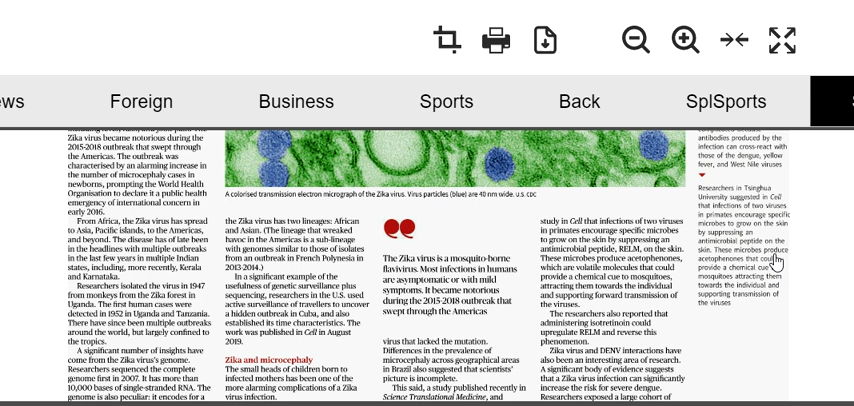 ws
Foreign
Business
Sports
Back
SplSports
Zika virus became notorious during the
2015-2018 outbreak that swept through
the Americas. The outbreak was
characterised by an alarming increase in
the number of microcephaly cases in
newborns, prompting the World Health
Organisation to declare it a public health
emergency of international concern in
early 2016.
From Africa, the Zika virus has spread
to Asia, Pacific islands, to the Americas,
and beyond. The disease has of late been
in the headlines with multiple outbreaks
in the last few years in multiple Indian
states, including, more recently, Kerala
and Karnataka.
Researchers isolated the virus in 1947
from monkeys from the Zika forest in
Uganda. The first human cases were
detected in 1952 in Uganda and Tanzania.
There have since been multiple outbreaks
around the world, but largely confined to
the tropics.
A significant number of insights have
come from the Zika virus's genome.
Researchers sequenced the complete
genome first in 2007. It has more than
10,000 bases of single-stranded RNA. The
genome is also peculiar: it encodes for a
A colorised transmission electron micrograph of the Zika virus. Virus particles (blue) are 40 nm wide. U.S. CDC
the Zika virus has two lineages: African
and Asian. (The lineage that wreaked
havoc in the Americas is a sub-lineage
with genomes similar to those of isolates
from an outbreak in French Polynesia in
2013-2014.)
In a significant example of the
usefulness of genetic surveillance plus
sequencing, researchers in the U.S. used
active surveillance of travellers to uncover
a hidden outbreak in Cuba, and also
established its time characteristics. The
work was published in Cell in August
2019.
Zika and microcephaly
The small heads of children born to
infected mothers has been one of the
more alarming complications of a Zika
virus infection.
The Zika virus is a mosquito-borne
flavivirus. Most infections in humans
are asymptomatic or with mild
symptoms. It became notorious
during the 2015-2018 outbreak that
swept through the Americas
virus that lacked the mutation.
Differences in the prevalence of
microcephaly across geographical areas
in Brazil also suggested that scientists'
picture is incomplete.
This said, a study published recently in
Science Translational Medicine, and
study in Cell that infections of two viruses
in primates encourage specific microbes
to grow on the skin by suppressing an
antimicrobial peptide, RELM, on the skin.
These microbes produce acetophenones,
which are volatile molecules that could
provide a chemical cue to mosquitoes,
attracting them towards the individual
and supporting forward transmission of
the viruses.
The researchers also reported that
administering isotretinoin could
upregulate RELM and reverse this
phenomenon.
Zika virus and DENV interactions have
also been an interesting area of research.
A significant body of evidence suggests
that a Zika virus infection can significantly
increase the risk for severe dengue.
Researchers exposed a large cohort of
antibodies produced by the
infection can cross-react with
those of the dengue, yellow
fever, and West Nile viruses
Researchers in Tsinghua
University suggested in Cell
that infections of two viruses
in primates encourage specific
microbes to grow on the skin
by suppressing an
antimicrobial peptide on the
skin. These microbes produce
acetophenones that could
provide a chemical cue
mosquitoes attracting them
towards the individual and
supporting transmission of
the viruses